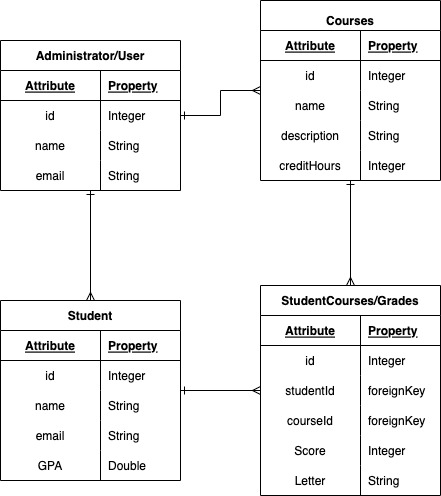 Administrator/User
Attribute Property
id Integer
name String
email String
Courses
Attribute Property
id Integer
name String
description String
creditHours Integer
Student
Attribute Property
id Integer
name String
email String
GPA Double
StudentCourses/Grades
Attribute Property
id Integer
studentId foreignKey
courseId foreignKey
Score Integer
Letter String